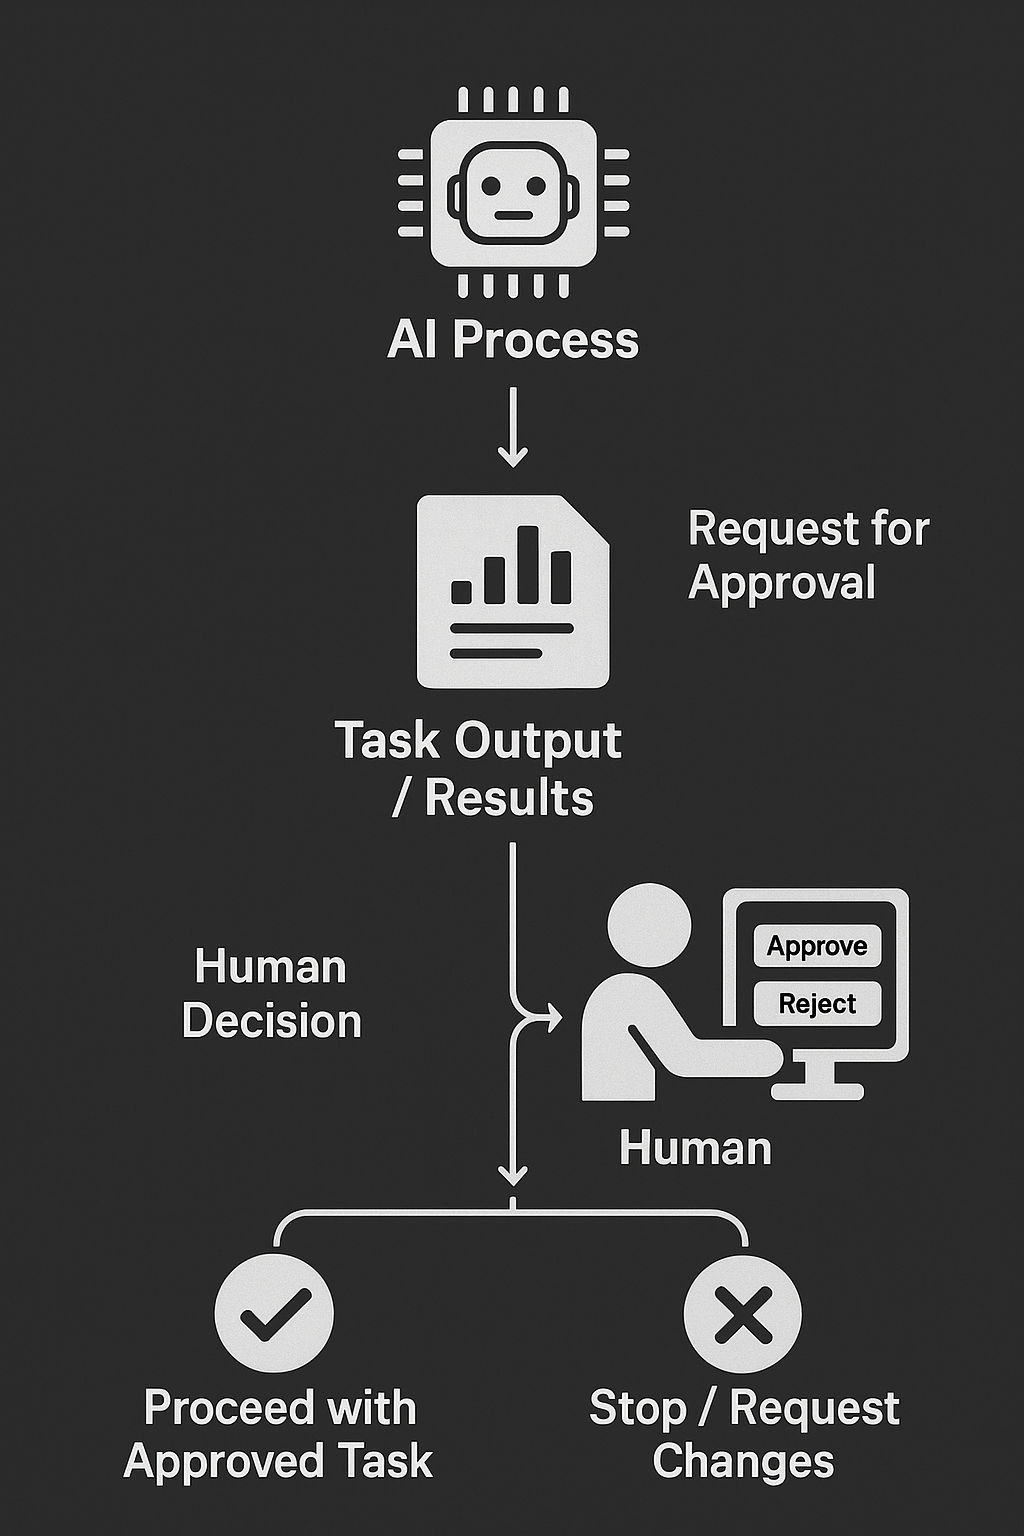 AI Process
Request for
Approval
Task Output
/ Results
Human
Decision
Approve
Reject
Human
Proceed with
Approved Task
Stop / Request
Changes